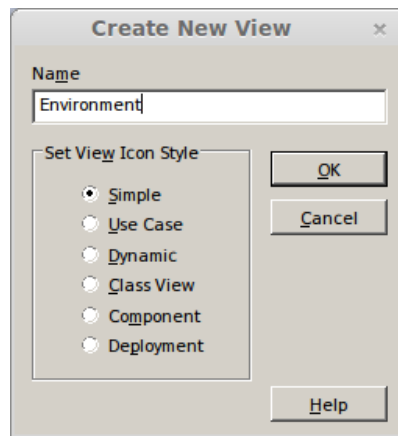 Create New View ×
Name
Environment
Set View Icon Style
Simple
Use Case
Dynamic
Class View
Component
Deployment
OK
Cancel
Help